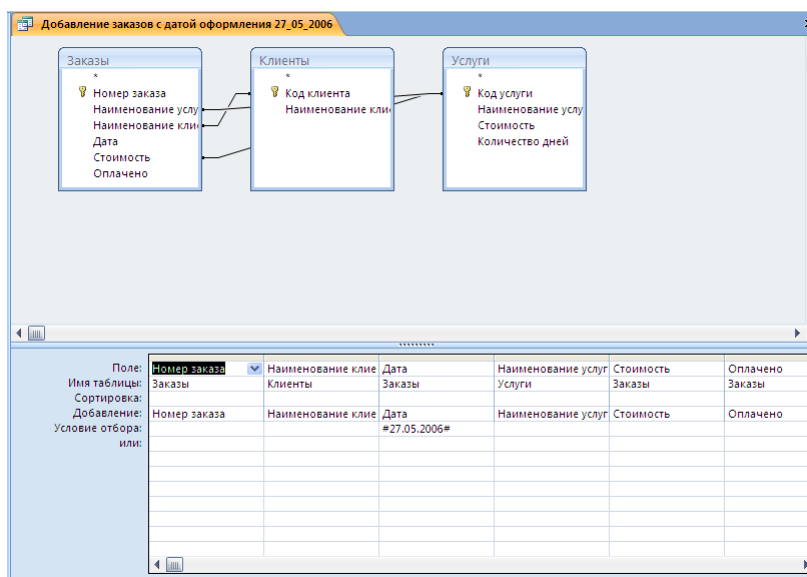 Добавление заказов с датой оформления 27_05_2006
Заказы
*
Номер заказа
Наименование услу
Наименование кли
Дата
Стоимость
Оплачено
Клиенты
*
Код клиента
Наименование кли
Услуги
*
Код услуги
Наименование услу
Стоимость
Количество дней
Поле: Номер заказа Наименование клие Дата Наименование услуг Стоимость Оплачено
Имя таблицы: Заказы Клиенты Заказы Услуги Заказы Заказы
Сортировка:
Добавление: Номер заказа Наименование клие Дата Наименование услуг Стоимость Оплачено
Условие отбора: #27.05.2006#
или: